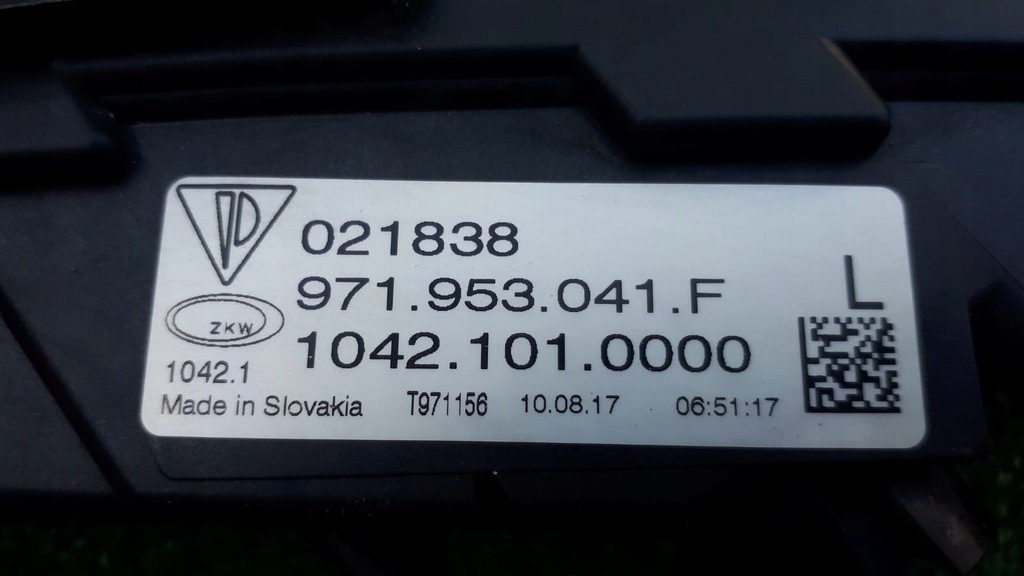 021838
971.953.041.F
L
ZKW
1042.101.0000
1042.1
Made in Slovakia T971156 10.08.17 06:51:17